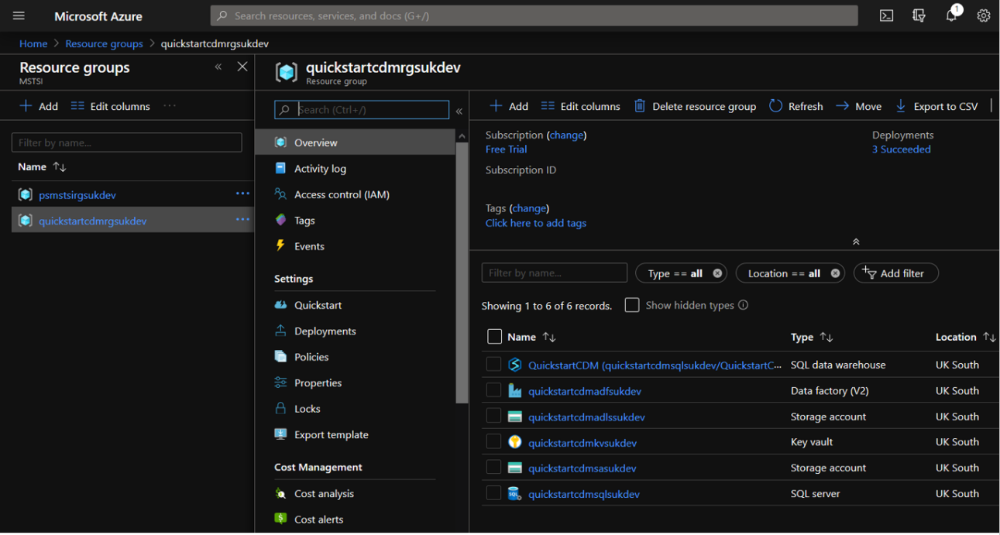 Microsoft Azure
Search resources, services, and docs (G+/)
1
Home > Resource groups > quickstartcdmrgsukdev
Resource groups
MSTSI
Add Edit columns ...
Filter by name...
Name
psmstsirgsukdev ...
quickstartcdmrgsukdev ...
quickstartcdmrgsukdev
Resource group
Search (Ctrl+/)
Overview
Activity log
Access control (IAM)
Tags
Events
Settings
Quickstart
Deployments
Policies
Properties
Locks
Export template
Cost Management
Cost analysis
Cost alerts
Add Edit columns Delete resource group Refresh Move Export to CSV
Subscription (change)
Free Trial
Subscription ID
Deployments
3 Succeeded
Tags (change)
Click here to add tags
Filter by name... Type == all Location == all Add filter
Showing 1 to 6 of 6 records. Show hidden types
Name Type Location
QuickstartCDM (quickstartcdmsqlsukdev/QuickstartC... SQL data warehouse UK South
quickstartcdmadfsukdev Data factory (V2) UK South
quickstartcdmadlssukdev Storage account UK South
quickstartcdmkvsukdev Key vault UK South
quickstartcdmsasukdev Storage account UK South
SQL quickstartcdmsqlsukdev SQL server UK South